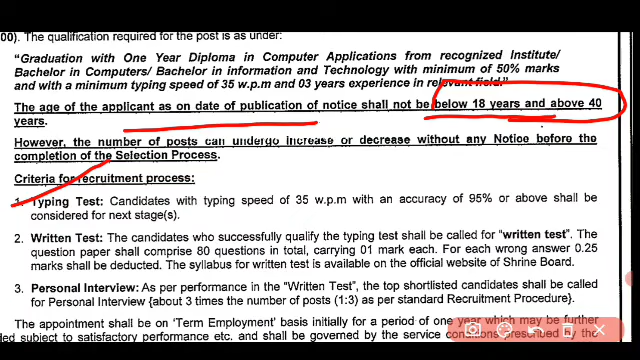 00). The qualification required for the post is as under:
"Graduation with One Year Diploma in Computer Applications from recognized Institute/
Bachelor in Computers/ Bachelor in information and Technology with minimum of 50% marks
and with a minimum typing speed of 35 w.p.m and 03 years experience in relevant field."
The age of the applicant as on date of publication of notice shall not be below 18 years and above 40
years.
However, the number of posts can undergo increase or decrease without any Notice before the
completion of the Selection Process.
Criteria for recruitment process:
1. Typing Test: Candidates with typing speed of 35 w.p.m with an accuracy of 95% or above shall be
considered for next stage(s).
2. Written Test: The candidates who successfully qualify the typing test shall be called for "written test". The
question paper shall comprise 80 questions in total, carrying 01 mark each. For each wrong answer 0.25
marks shall be deducted. The syllabus for written test is available on the official website of Shrine Board.
3. Personal Interview: As per performance in the "Written Test", the top shortlisted candidates shall be called
for Personal Interview {about 3 times the number of posts (1:3) as per standard Recruitment Procedure}.
The appointment shall be on 'Term Employment' basis initially for a period of one year which may be further
ded subject to satisfactory performance etc. and shall be governed by the service conditions prescribed by the